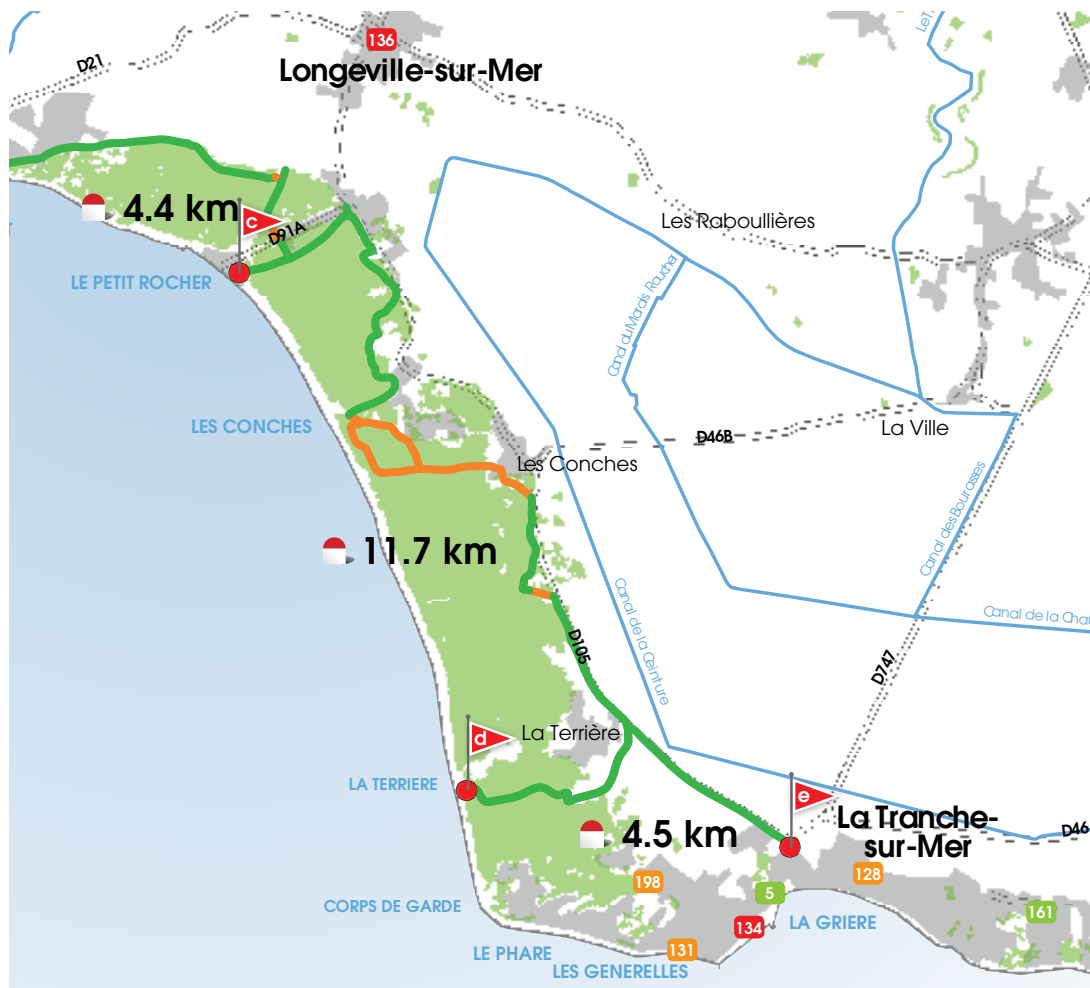 Le T
136
D21
Longeville-sur-Mer
4.4 km
c
D91A
Les Raboullières
LE PETIT ROCHER
Canal du Marais Roucher
LES CONCHES
D46B
La Ville
Les Conches
Canal des Bourasses
11.7 km
Canal de la Ceinture
Canal de la Cha
D105
D747
d
La Terrière
LA TERRIERE
e
La Tranche-
sur-Mer
D46
4.5 km
128
198
5
161
CORPS DE GARDE
134
LA GRIERE
131
LE PHARE
LES GENERELLES